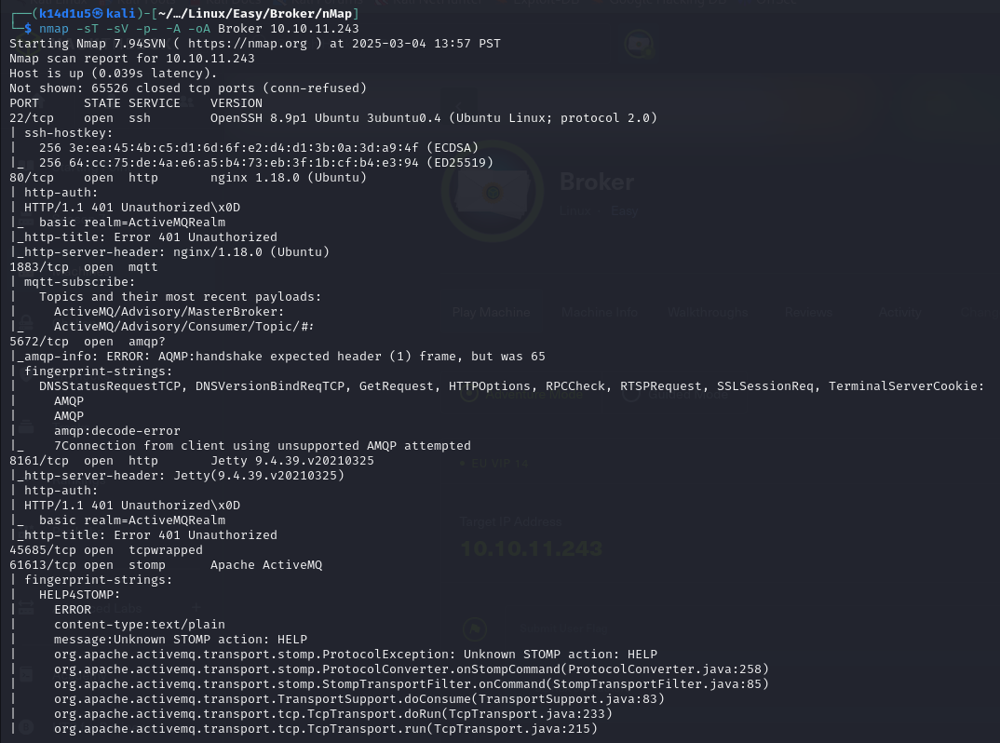 ┌──(k14d1u5㉿kali)-[~/…/Linux/Easy/Broker/nMap]
└─$ nmap -sT -sV -p- -A -oA Broker 10.10.11.243
Starting Nmap 7.94SVN ( https://nmap.org ) at 2025-03-04 13:57 PST
Nmap scan report for 10.10.11.243
Host is up (0.039s latency).
Not shown: 65526 closed tcp ports (conn-refused)
PORT      STATE SERVICE    VERSION
22/tcp    open  ssh        OpenSSH 8.9p1 Ubuntu 3ubuntu0.4 (Ubuntu Linux; protocol 2.0)
| ssh-hostkey:
|   256 3e:ea:45:4b:c5:d1:6d:6f:e2:d4:d1:3b:0a:3d:a9:4f (ECDSA)
|_  256 64:cc:75:de:4a:e6:a5:b4:73:eb:3f:1b:cf:b4:e3:94 (ED25519)
80/tcp    open  http       nginx 1.18.0 (Ubuntu)
| http-auth:
| HTTP/1.1 401 Unauthorized\x0D
|_  basic realm=ActiveMQRealm
|_http-title: Error 401 Unauthorized
|_http-server-header: nginx/1.18.0 (Ubuntu)
1883/tcp  open  mqtt
| mqtt-subscribe:
|   Topics and their most recent payloads:
|     ActiveMQ/Advisory/MasterBroker:
|_    ActiveMQ/Advisory/Consumer/Topic/#:
5672/tcp  open  amqp?
|_amqp-info: ERROR: AQMP:handshake expected header (1) frame, but was 65
| fingerprint-strings:
|   DNSStatusRequestTCP, DNSVersionBindReqTCP, GetRequest, HTTPOptions, RPCCheck, RTSPRequest, SSLSessionReq, TerminalServerCookie:
|     AMQP
|     AMQP
|     amqp:decode-error
|_    7Connection from client using unsupported AMQP attempted
8161/tcp  open  http       Jetty 9.4.39.v20210325
|_http-server-header: Jetty(9.4.39.v20210325)
| http-auth:
| HTTP/1.1 401 Unauthorized\x0D
|_  basic realm=ActiveMQRealm
|_http-title: Error 401 Unauthorized
45685/tcp open  tcpwrapped
61613/tcp open  stomp      Apache ActiveMQ
| fingerprint-strings:
|   HELP4STOMP:
|     ERROR
|     content-type:text/plain
|     message:Unknown STOMP action: HELP
|     org.apache.activemq.transport.stomp.ProtocolException: Unknown STOMP action: HELP
|     org.apache.activemq.transport.stomp.ProtocolConverter.onStompCommand(ProtocolConverter.java:258)
|     org.apache.activemq.transport.stomp.StompTransportFilter.onCommand(StompTransportFilter.java:85)
|     org.apache.activemq.transport.TransportSupport.doConsume(TransportSupport.java:83)
|     org.apache.activemq.transport.tcp.TcpTransport.doRun(TcpTransport.java:233)
|     org.apache.activemq.transport.tcp.TcpTransport.run(TcpTransport.java:215)
Broker
Linux Easy
Play Machine
Machine Info
Walkthroughs
Reviews
Activity
Target IP Address
10.10.11.243